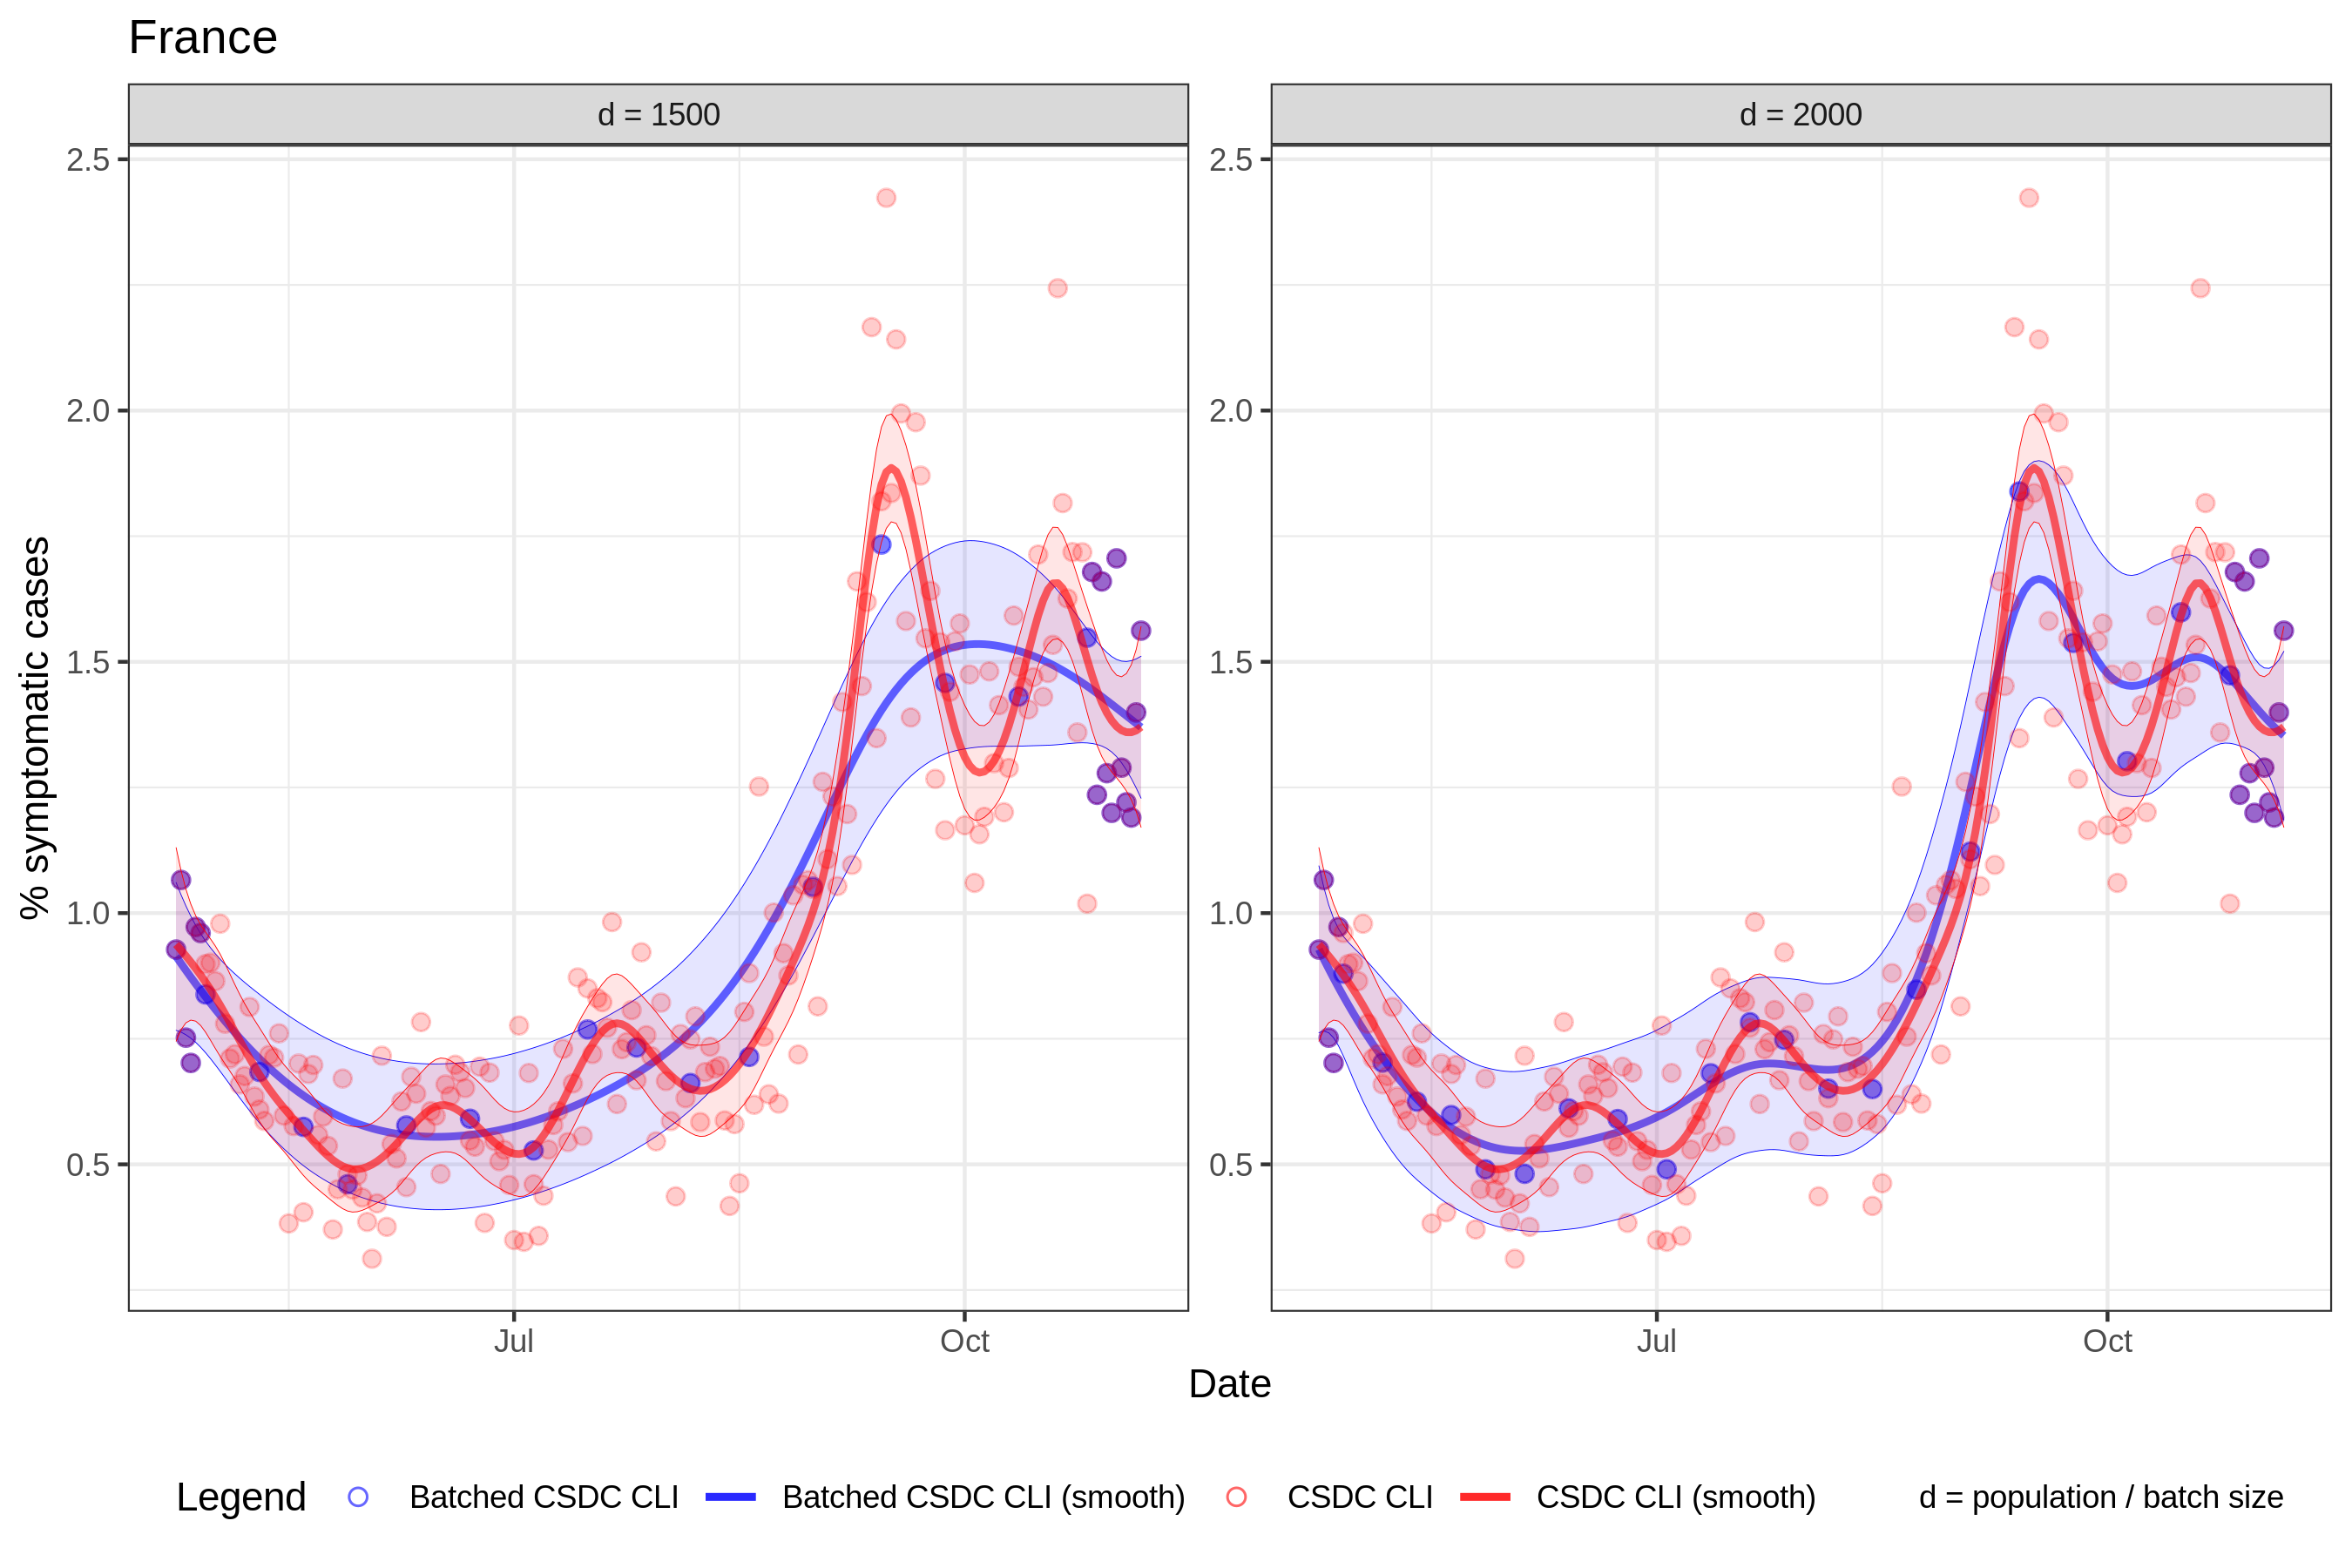 France
d = 1500
d = 2000
2.5
2.0
1.5
1.0
0.5
2.5
2.0
1.5
1.0
0.5
% symptomatic cases
Jul
Oct
Jul
Oct
Date
Legend
Batched CSDC CLI
Batched CSDC CLI (smooth)
CSDC CLI
CSDC CLI (smooth)
d = population / batch size